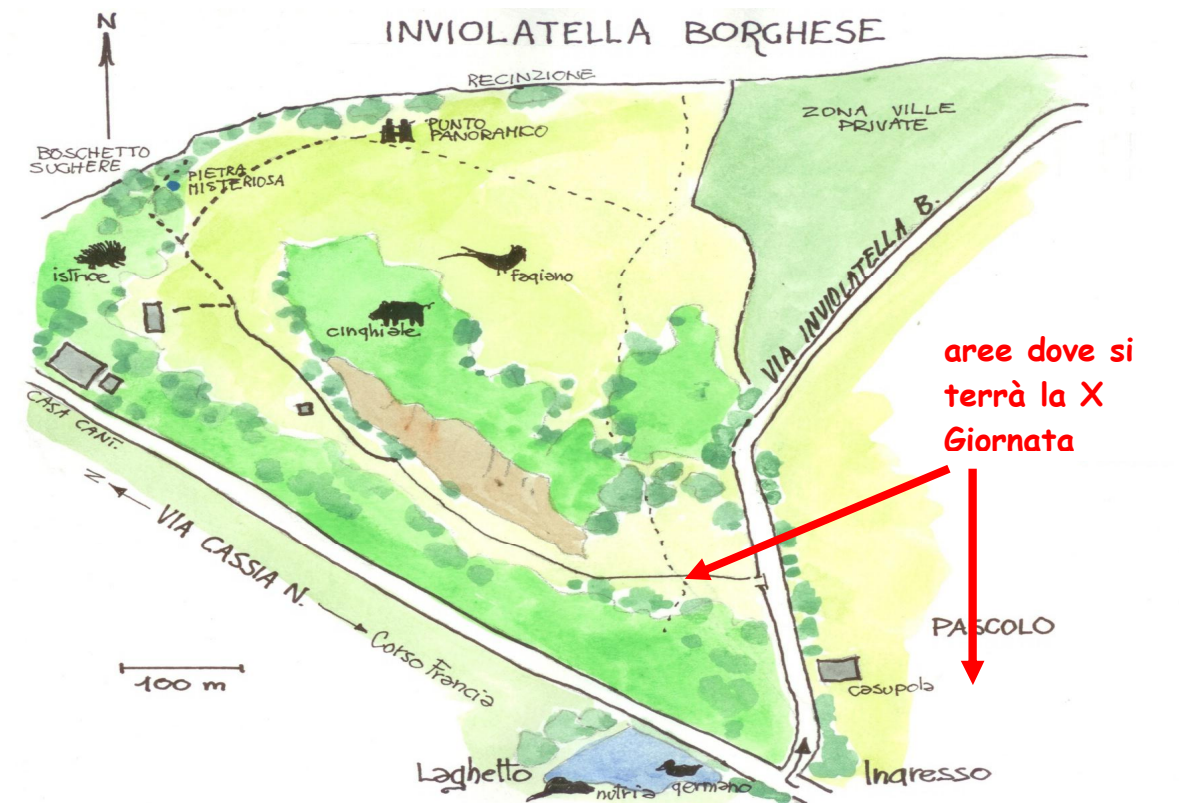 INVIOLATELLA BORGHESE
N
RECINZIONE
ZONA VILLE
PRIVATE
PUNTO
PANORAMICO
BOSCHETTO
SUGHERE
PIETRA
MISTERIOSA
VIA INVIOLATELLA B.
istrice
fagiano
cinghiale
aree dove si
terrà la X
Giornata
CASA CANT.
N
VIA CASSIA N.
Corso Francia
PASCOLO
100 m
casupola
Laghetto
Ingresso
nutria
germano